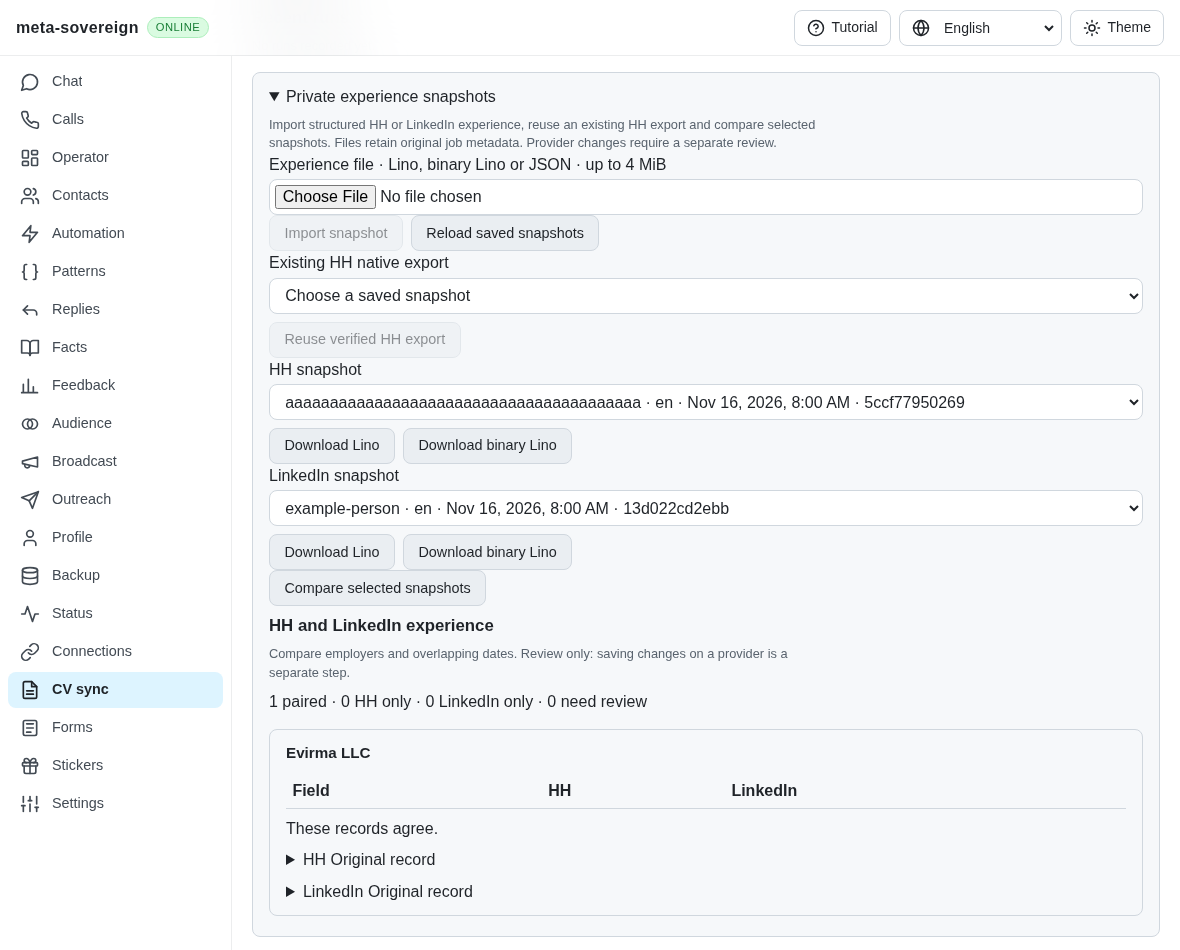 meta-sovereign ONLINE Tutorial English Theme
Chat
Calls
Operator
Contacts
Automation
Patterns
Replies
Facts
Feedback
Audience
Broadcast
Outreach
Profile
Backup
Status
Connections
CV sync
Forms
Stickers
Settings
▼ Private experience snapshots
Import structured HH or LinkedIn experience, reuse an existing HH export and compare selected
snapshots. Files retain original job metadata. Provider changes require a separate review.
Experience file · Lino, binary Lino or JSON · up to 4 MiB
Choose File No file chosen
Import snapshot Reload saved snapshots
Existing HH native export
Choose a saved snapshot
Reuse verified HH export
HH snapshot
aaaaaaaaaaaaaaaaaaaaaaaaaaaaaaaaaaaaaaaa · en · Nov 16, 2026, 8:00 AM · 5ccf77950269
Download Lino Download binary Lino
LinkedIn snapshot
example-person · en · Nov 16, 2026, 8:00 AM · 13d022cd2ebb
Download Lino Download binary Lino
Compare selected snapshots
HH and LinkedIn experience
Compare employers and overlapping dates. Review only: saving changes on a provider is a
separate step.
1 paired · 0 HH only · 0 LinkedIn only · 0 need review
Evirma LLC
Field HH LinkedIn
These records agree.
▶ HH Original record
▶ LinkedIn Original record